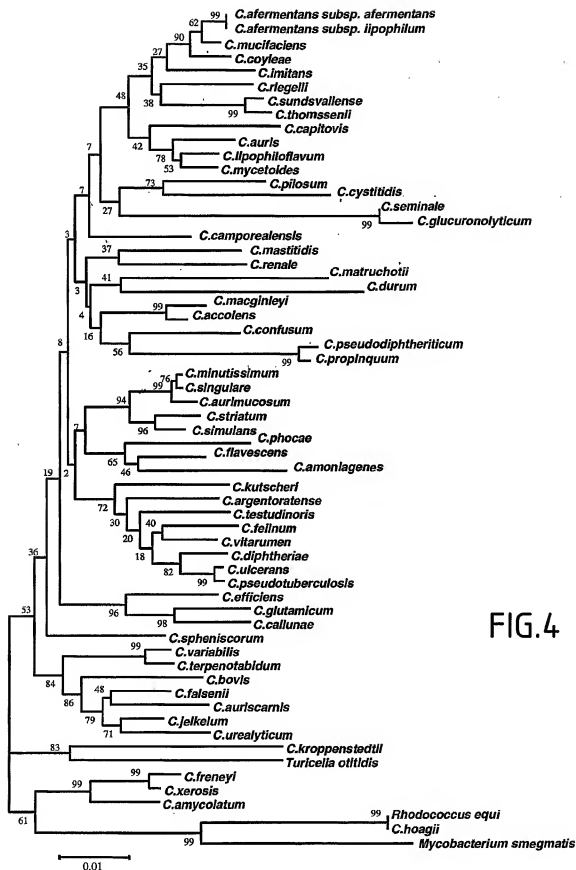 99 C.afermentans subsp. afermentans
62 C.afermentans subsp. iipophilum
90 C.mucifaciens
27 C.coyleae
35 C.imitans
C.riegelii
48 38 C.sundsvallense
99 C.thomssenii
C.capitovis
42 C.auris
78 C.lipophiloflavum
53 C.mycetoides
7 73 C.pilosum
C.cystitidis
7 27 C.seminale
99 C.glucuronolyticum
3 C.camporealensis
37 C.mastitidis
C.renale
3 41 C.matruchotii
C.durum
4 99 C.macginleyi
C.accolens
16 C.confusum
56 C.pseudodiphtheriticum
99 C.propinquum
8
76 C.minutissimum
99 C.singulare
94 C.aurimucosum
C.striatum
96 C.simulans
7 C.phocae
65 C.flavescens
46 C.amoniagenes
2
19 C.kutscheri
72 C.argentoratense
30 C.testudinoris
20 40 C.felinum
C.vitarumen
18 C.diphtheriae
82 C.ulcerans
99 C.pseudotuberculosis
36 C.efficiens
96 C.glutamicum
98 C.callunae
FIG.4
53 C.spheniscorum
99 C.variabilis
C.terpenotabidum
84 C.bovis
86 48 C.falsenii
C.auriscarnis
79 C.jeikeium
71 C.urealyticum
83 C.kroppenstedtii
Turicella otitidis
99 C.freneyi
99 C.xerosis
C.amycolatum
61 99 Rhodococcus equi
C.hoagii
99 Mycobacterium smegmatis
0.01